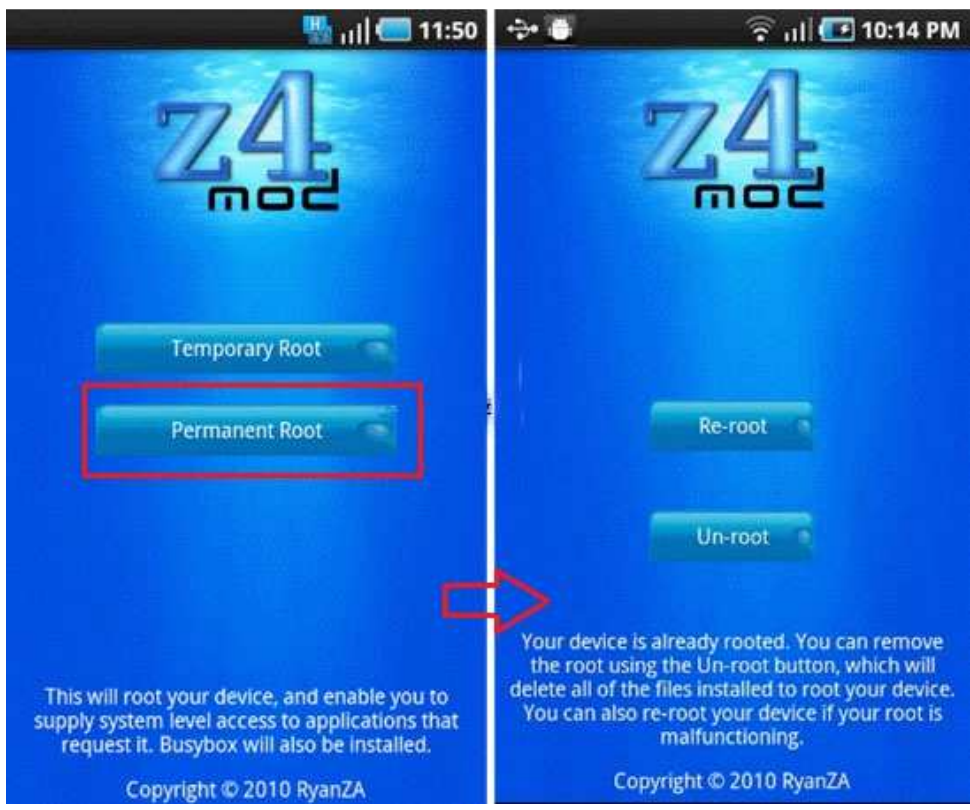 11:50
z4
mod
Temporary Root
Permanent Root
This will root your device, and enable you to
supply system level access to applications that
request it. Busybox will also be installed.
Copyright © 2010 RyanZA
10:14 PM
z4
mod
Re-root
Un-root
Your device is already rooted. You can remove
the root using the Un-root button, which will
delete all of the files installed to root your device.
You can also re-root your device if your root is
malfunctioning.
Copyright © 2010 RyanZA